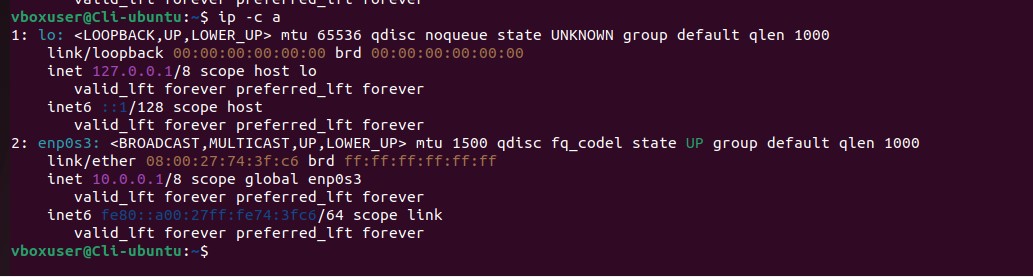 valid_lft forever preferred_lft forever
vboxuser@Cli-ubuntu:~$ ip -c a
1: lo: <LOOPBACK,UP,LOWER_UP> mtu 65536 qdisc noqueue state UNKNOWN group default qlen 1000
    link/loopback 00:00:00:00:00:00 brd 00:00:00:00:00:00
    inet 127.0.0.1/8 scope host lo
       valid_lft forever preferred_lft forever
    inet6 ::1/128 scope host
       valid_lft forever preferred_lft forever
2: enp0s3: <BROADCAST,MULTICAST,UP,LOWER_UP> mtu 1500 qdisc fq_codel state UP group default qlen 1000
    link/ether 08:00:27:74:3f:c6 brd ff:ff:ff:ff:ff:ff
    inet 10.0.0.1/8 scope global enp0s3
       valid_lft forever preferred_lft forever
    inet6 fe80::a00:27ff:fe74:3fc6/64 scope link
       valid_lft forever preferred_lft forever
vboxuser@Cli-ubuntu:~$